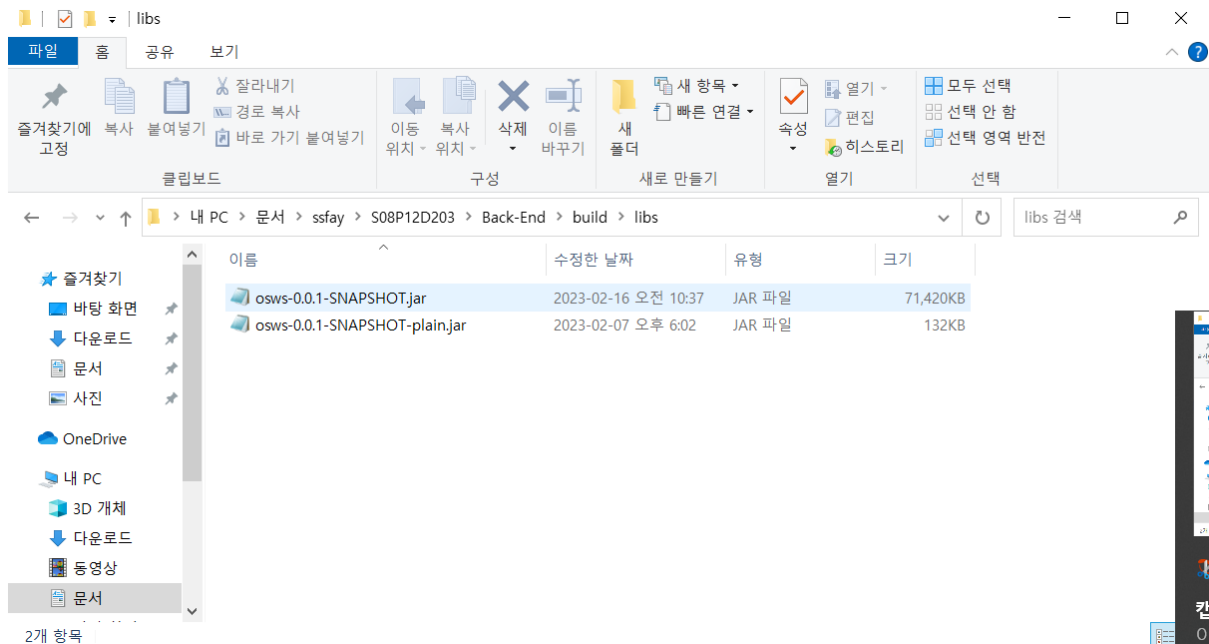 libs
파일 홈 공유 보기
즐겨찾기에 고정
복사
붙여넣기
잘라내기
경로 복사
바로 가기 붙여넣기
클립보드
이동 위치
복사 위치
삭제
이름 바꾸기
구성
새 폴더
새 항목
빠른 연결
새로 만들기
속성
열기
편집
히스토리
열기
모두 선택
선택 안 함
선택 영역 반전
선택
내 PC > 문서 > ssfay > S08P12D203 > Back-End > build > libs
libs 검색
즐겨찾기
바탕 화면
다운로드
문서
사진
OneDrive
내 PC
3D 개체
다운로드
동영상
문서
이름 수정한 날짜 유형 크기
osws-0.0.1-SNAPSHOT.jar 2023-02-16 오전 10:37 JAR 파일 71,420KB
osws-0.0.1-SNAPSHOT-plain.jar 2023-02-07 오후 6:02 JAR 파일 132KB
2개 항목
캡